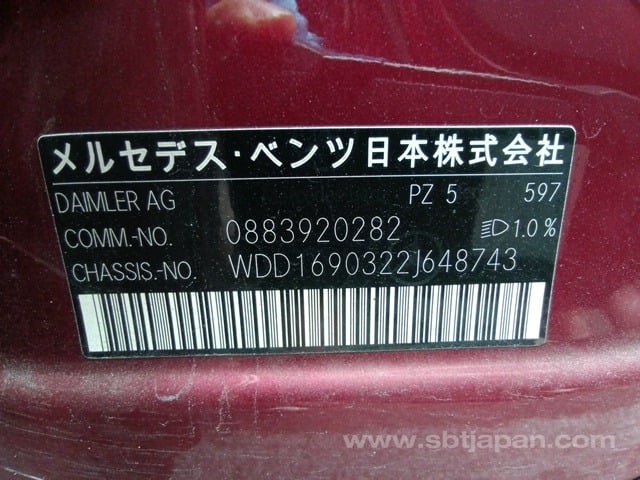 メルセデス・ベンツ日本株式会社
DAIMLER AG PZ 5 597
COMM.-NO. 0883920282 1.0 %
CHASSIS.-NO. WDD1690322J648743
www.sbtjapan.com